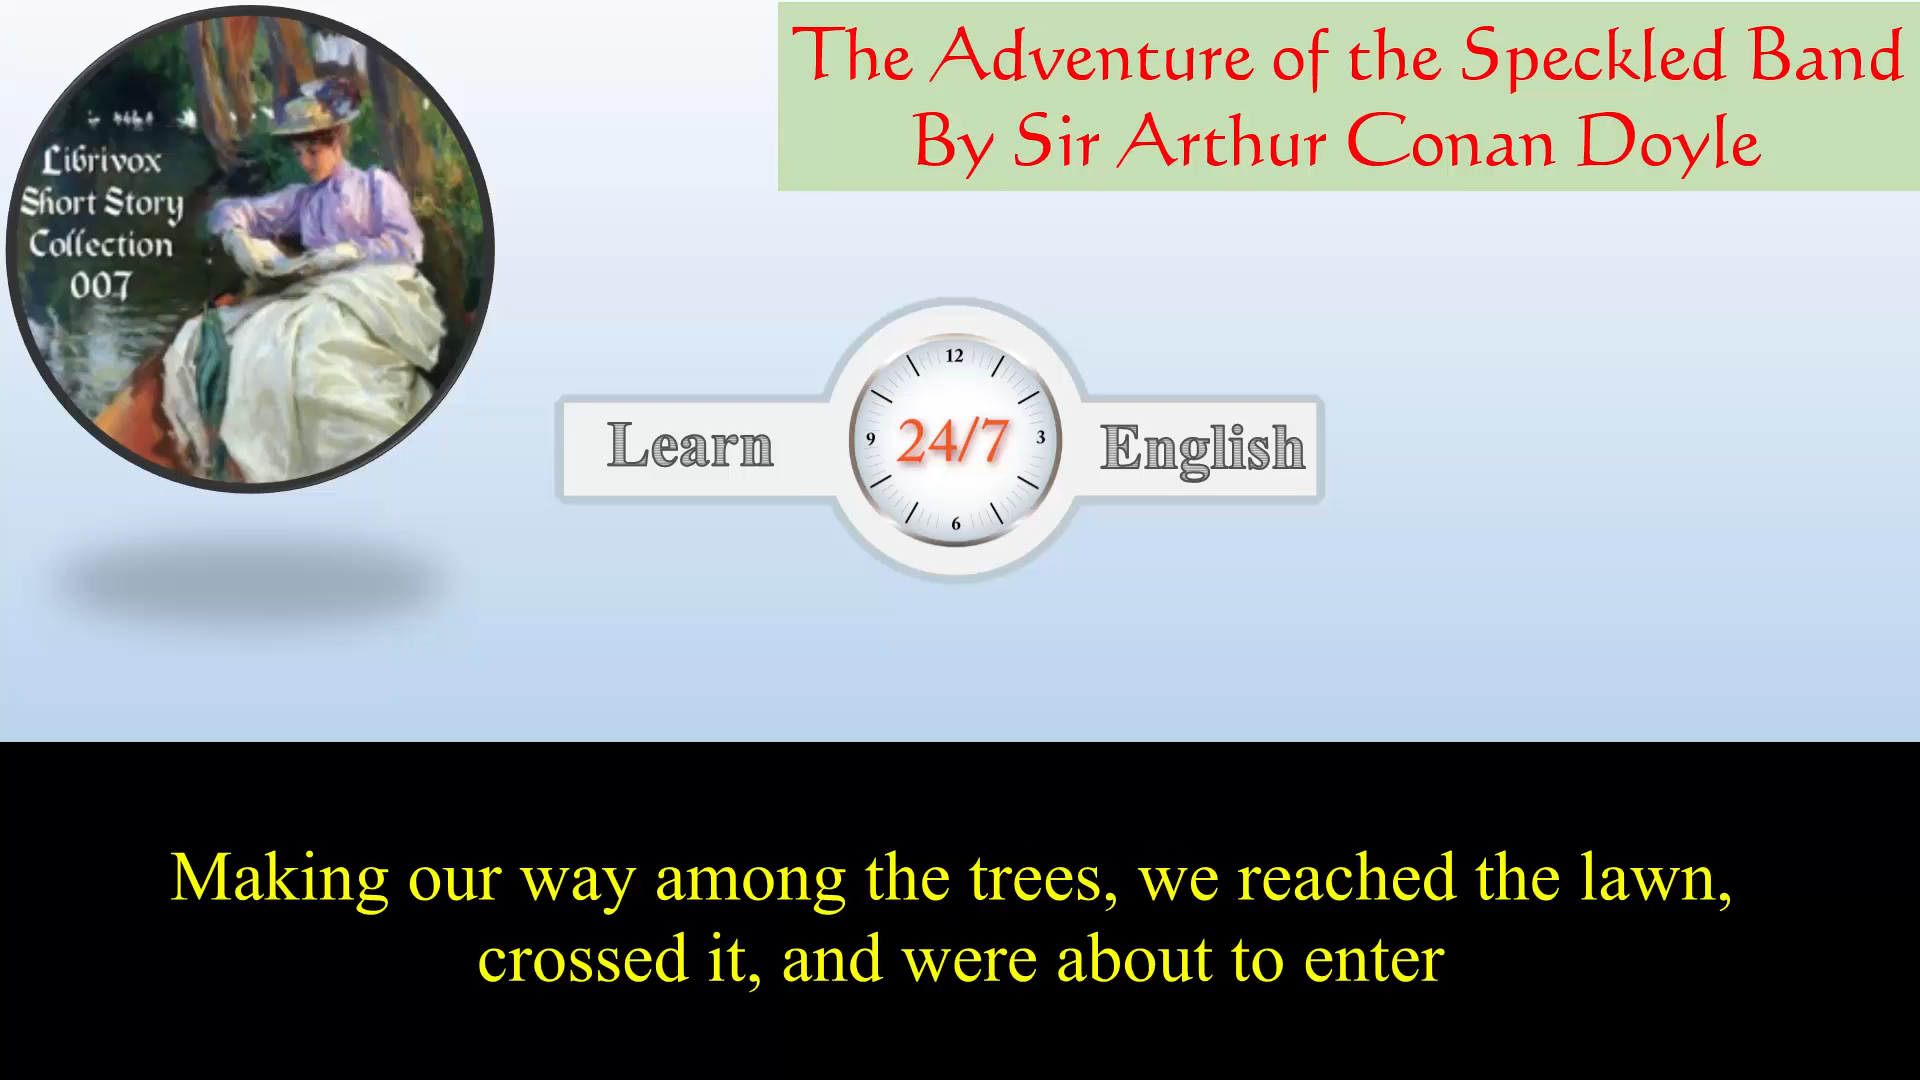 The Adventure of the Speckled Band
By Sir Arthur Conan Doyle
Librivox
Short Story
Collection
007
12
Learn
9
24/7
3
English
6
Making our way among the trees, we reached the lawn,
crossed it, and were about to enter